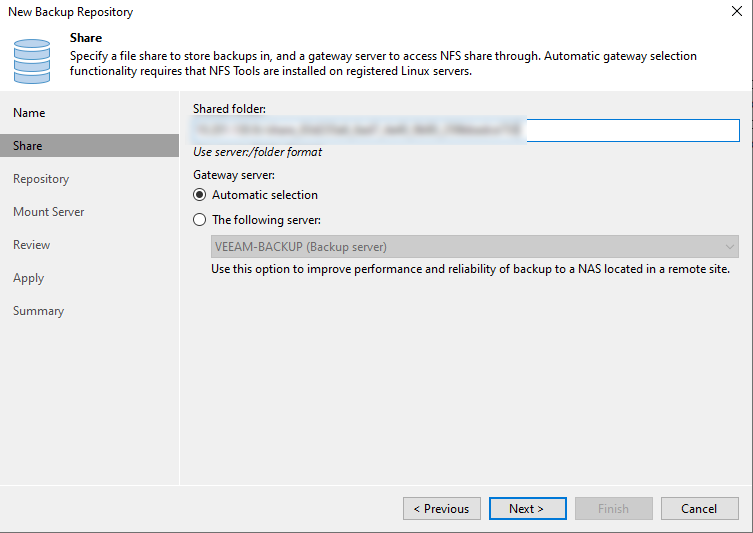 New Backup Repository
Share
Specify a file share to store backups in, and a gateway server to access NFS share through. Automatic gateway selection
functionality requires that NFS Tools are installed on registered Linux servers.
Name
Share
Repository
Mount Server
Review
Apply
Summary
Shared folder:
Use server:/folder format
Gateway server:
Automatic selection
The following server:
VEEAM-BACKUP (Backup server)
Use this option to improve performance and reliability of backup to a NAS located in a remote site.
< Previous
Next >
Finish
Cancel